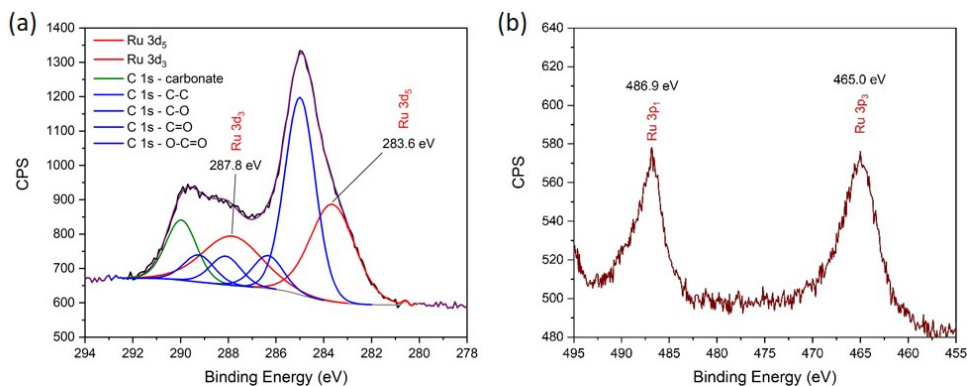 (a)
1400
1300
1200
1100
1000
900
800
700
600
500
CPS
Ru 3d₅
Ru 3d₃
C 1s - carbonate
C 1s - C-C
C 1s - C-O
C 1s - C=O
C 1s - O-C=O
Ru 3d₃
287.8 eV
Ru 3d₅
283.6 eV
294 292 290 288 286 284 282 280 278
Binding Energy (eV)
(b)
640
620
600
580
560
540
520
500
480
CPS
486.9 eV
Ru 3p₁
465.0 eV
Ru 3p₃
495 490 485 480 475 470 465 460 455
Binding Energy (eV)